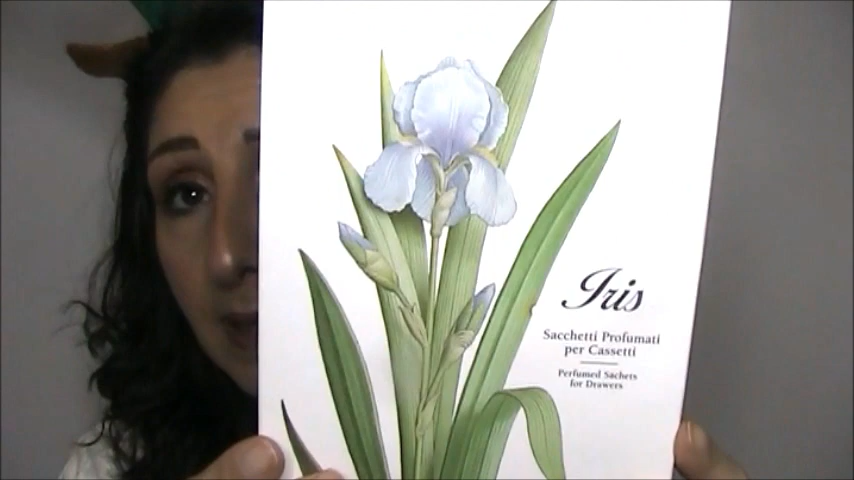 Iris
Sacchetti Profumati
per Cassetti
Perfumed Sachets
for Drawers